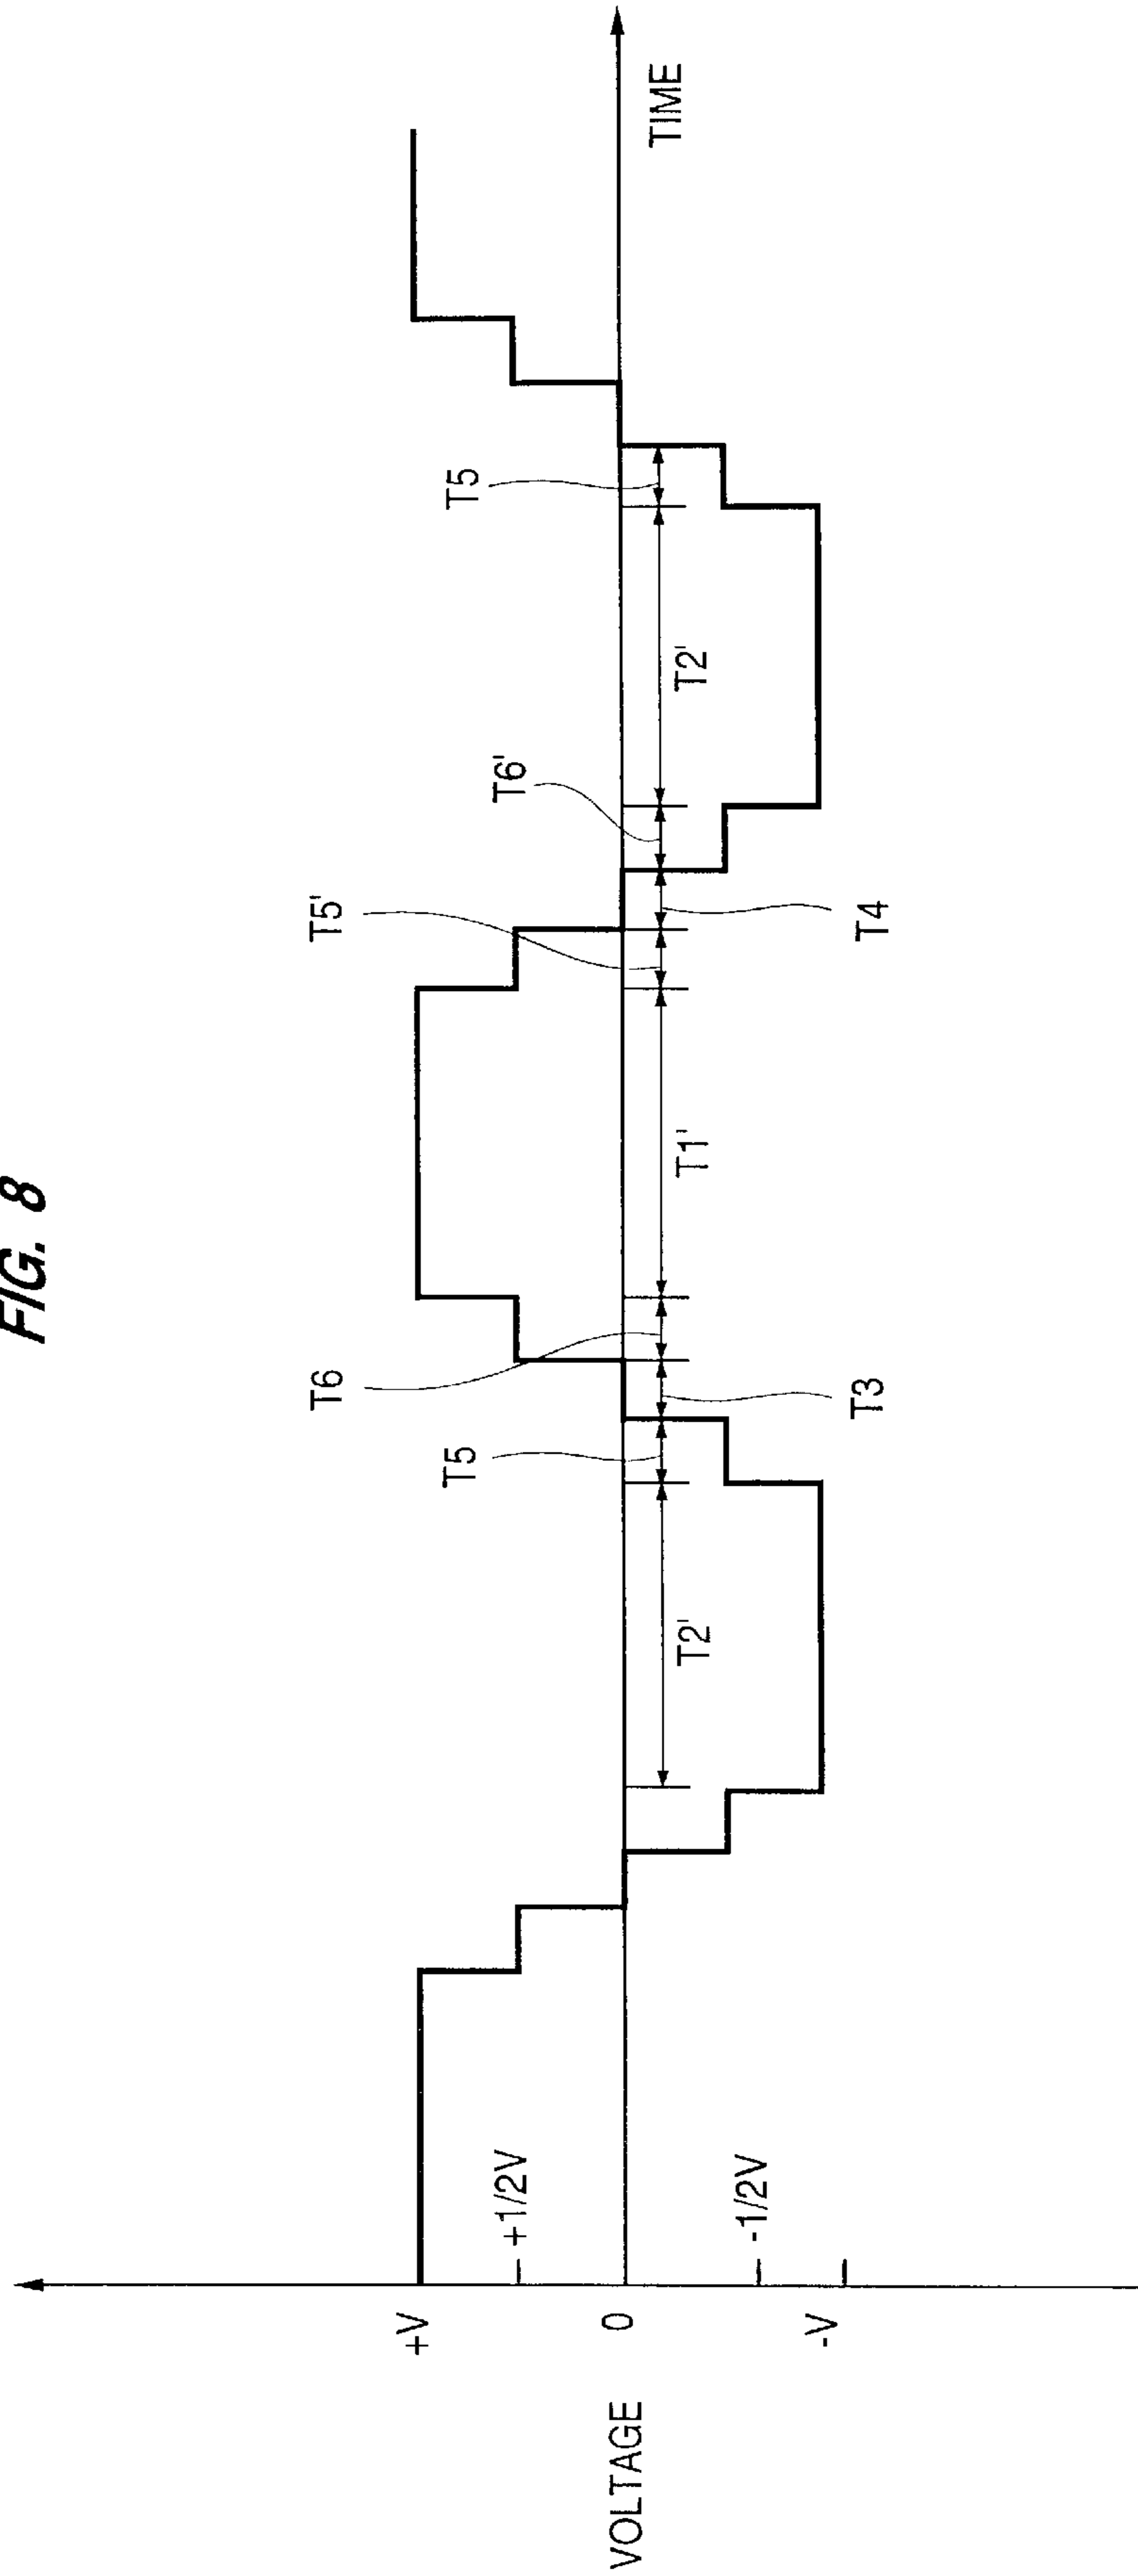 FIG. 8
VOLTAGE
+V
+1/2V
0
-1/2V
-V
T2'
T5
T3
T6
T1'
T5'
T4
T6'
T2'
T5
TIME